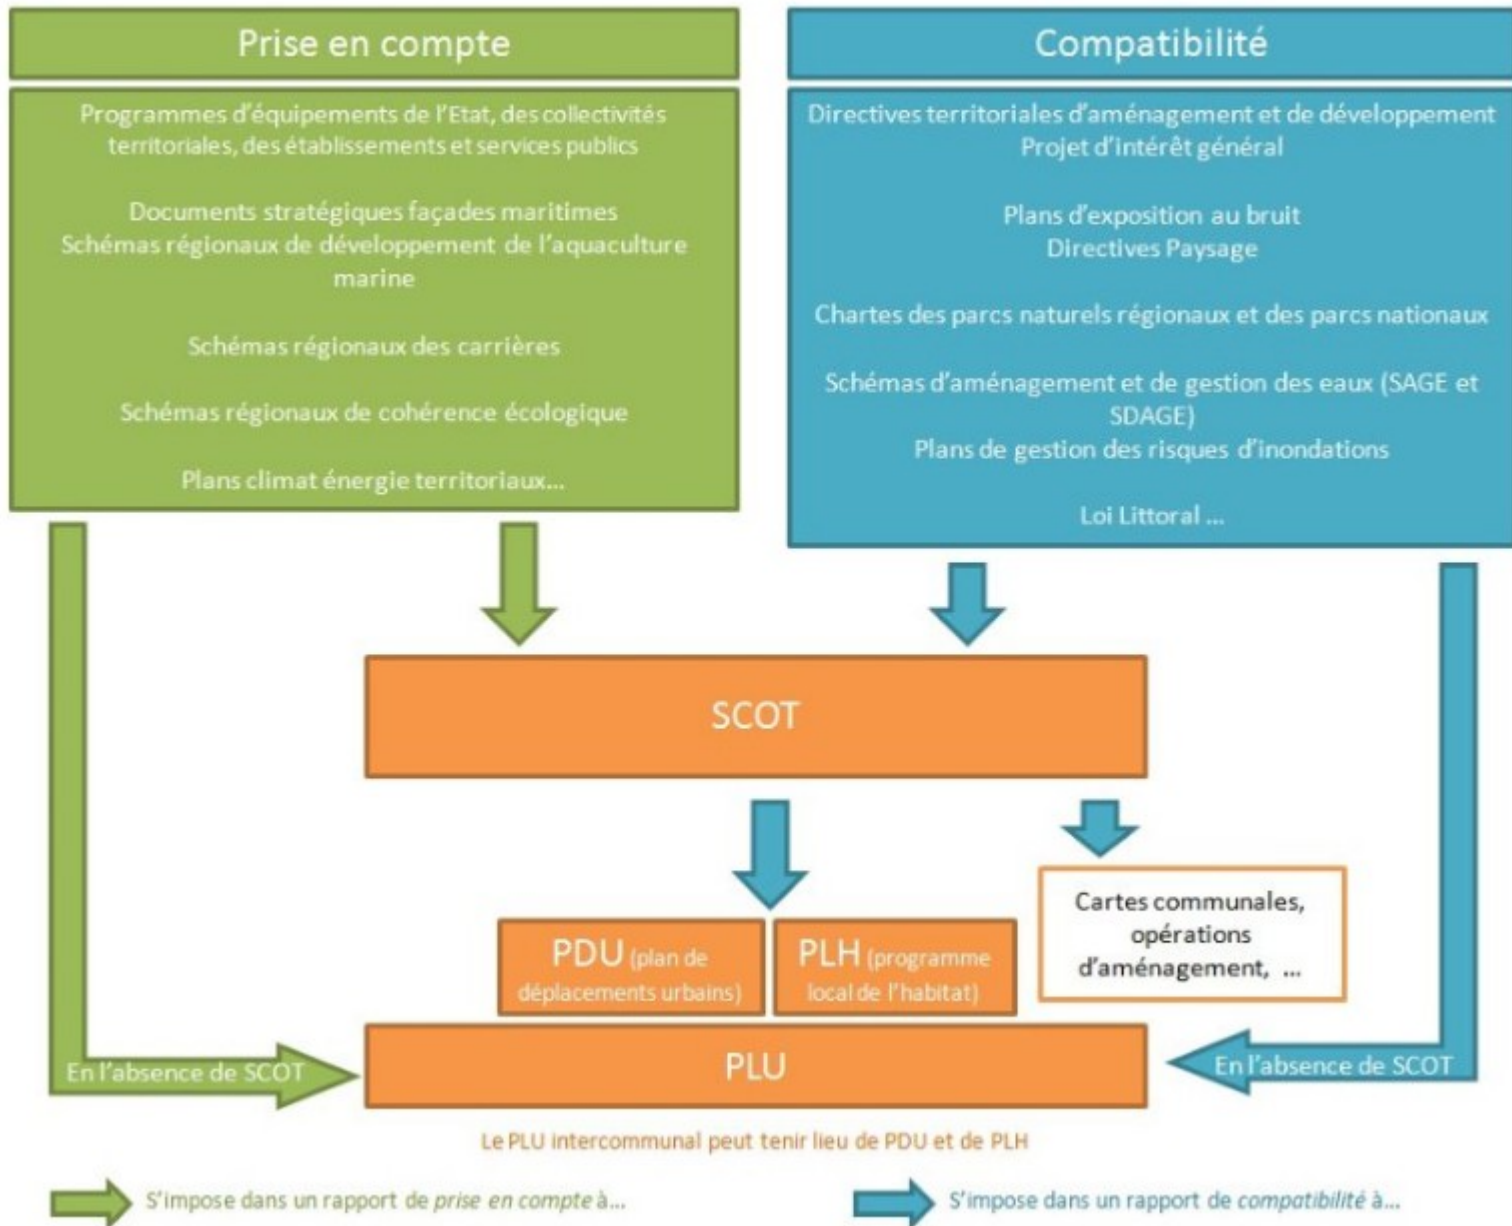 Prise en compte
Programmes d'équipements de l'Etat, des collectivités
territoriales, des établissements et services publics
Documents stratégiques façades maritimes
Schémas régionaux de développement de l'aquaculture
marine
Schémas régionaux des carrières
Schémas régionaux de cohérence écologique
Plans climat énergie territoriaux...
Compatibilité
Directives territoriales d'aménagement et de développement
Projet d'intérêt général
Plans d'exposition au bruit
Directives Paysage
Chartes des parcs naturels régionaux et des parcs nationaux
Schémas d'aménagement et de gestion des eaux (SAGE et
SDAGE)
Plans de gestion des risques d'inondations
Loi Littoral ...
SCOT
PDU (plan de
déplacements urbains)
PLH (programme
local de l'habitat)
Cartes communales,
opérations
d'aménagement, ...
En l'absence de SCOT
PLU
En l'absence de SCOT
Le PLU intercommunal peut tenir lieu de PDU et de PLH
S'impose dans un rapport de prise en compte à...
S'impose dans un rapport de compatibilité à...